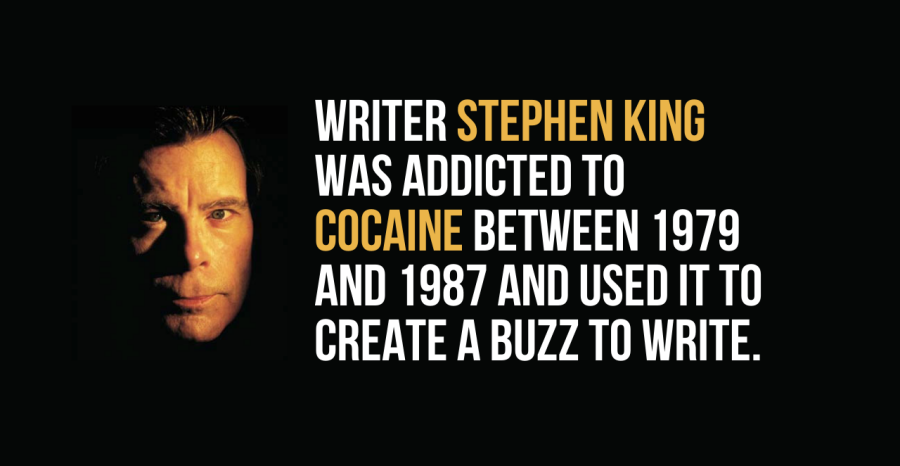 WRITER STEPHEN KING
WAS ADDICTED TO
COCAINE BETWEEN 1979
AND 1987 AND USED IT TO
CREATE A BUZZ TO WRITE.